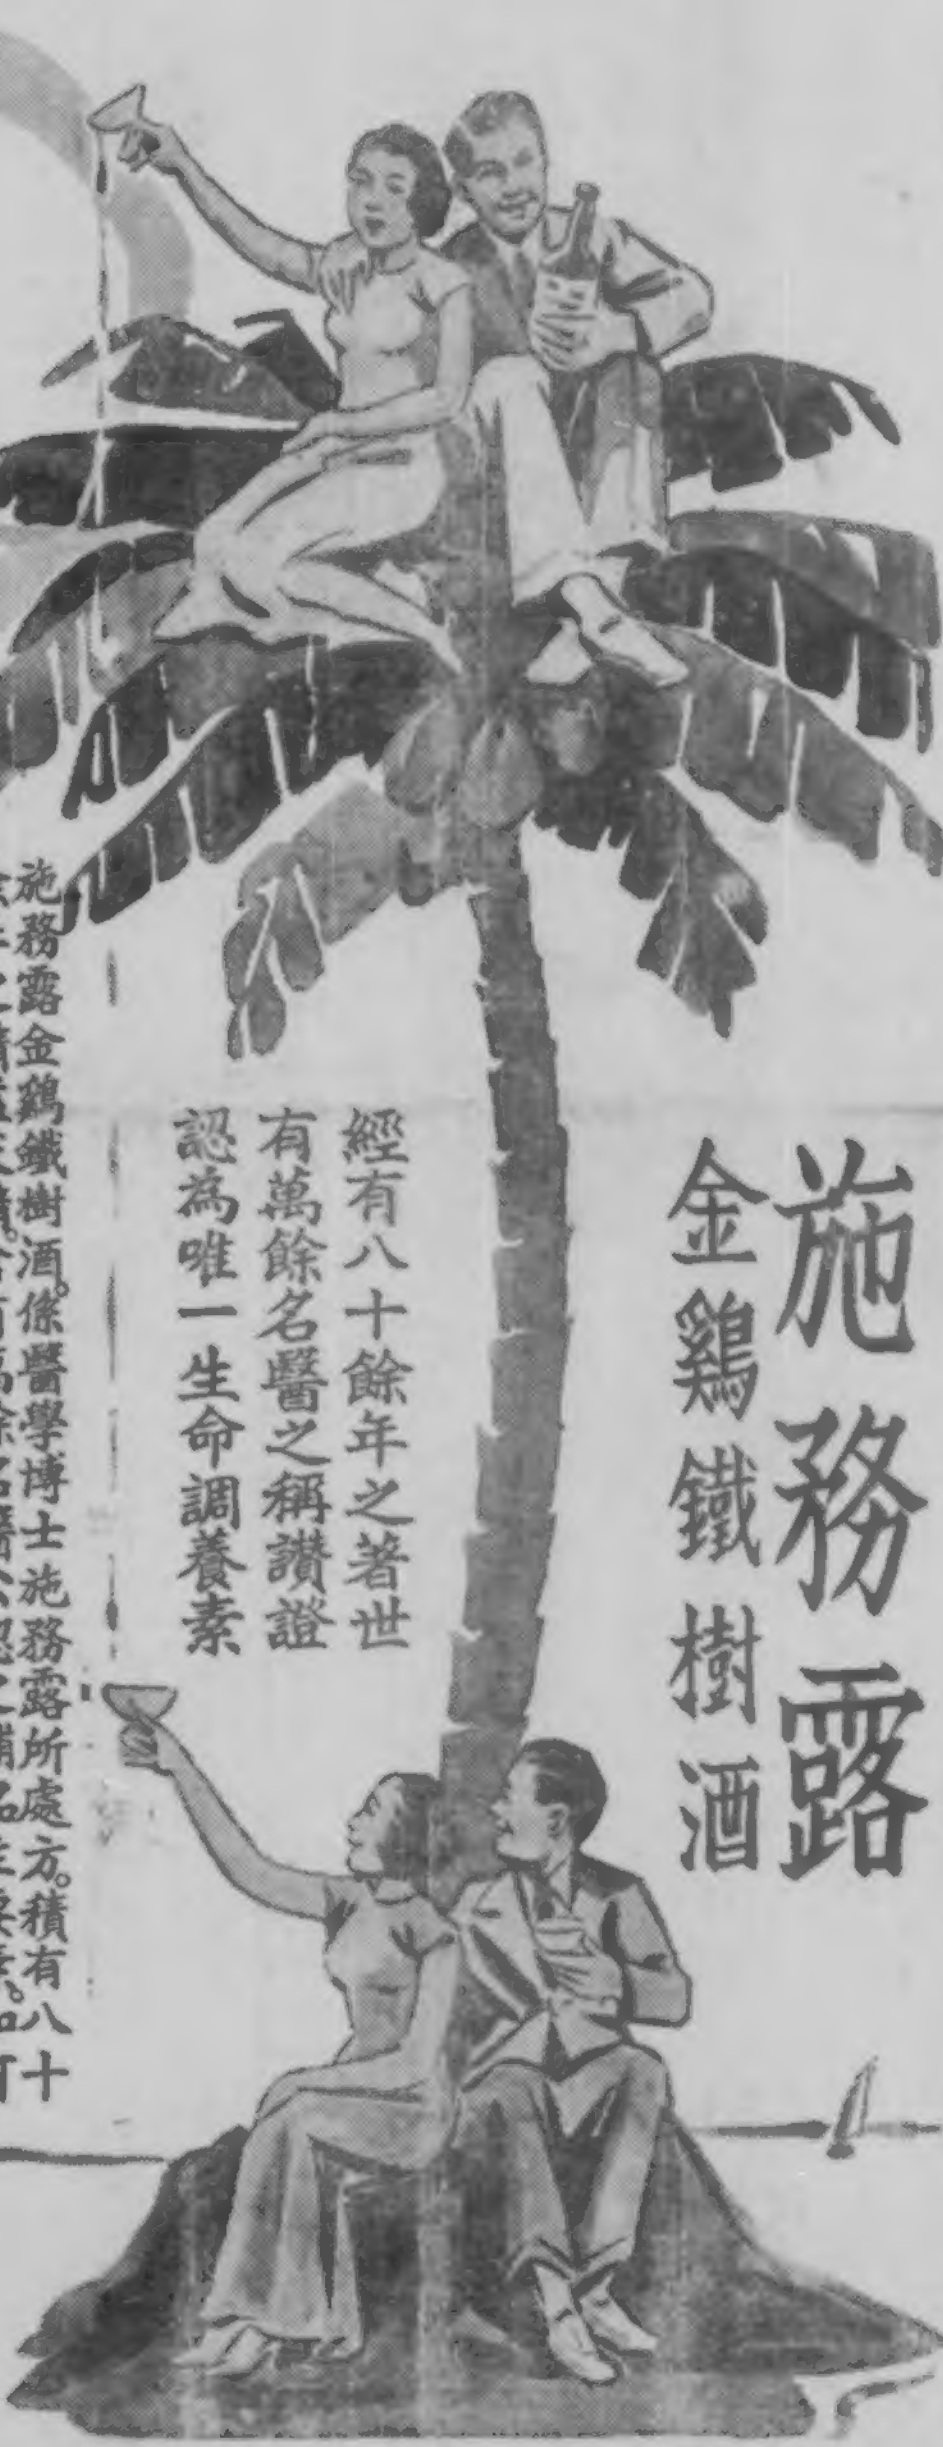 施務露
金鷄鐵樹酒
經有八十餘年之著世
有萬餘名醫之稱讚證
認為唯一生命調養素
施務露金鷄鐵樹酒。係醫學博士施務露所處方。積有八十